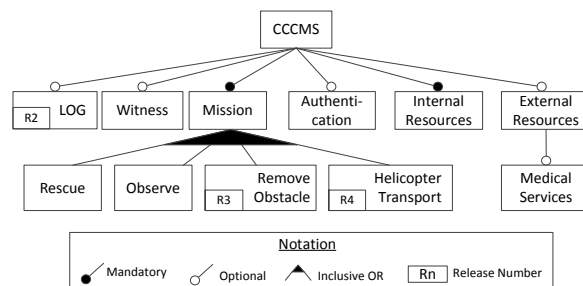 CCCMS
LOG
R2
Witness
Mission
Authenti-
cation
Internal
Resources
External
Resources
Rescue
Observe
Remove
Obstacle
R3
Helicopter
Transport
R4
Medical
Services
Notation
Mandatory
Optional
Inclusive OR
Rn
Release Number